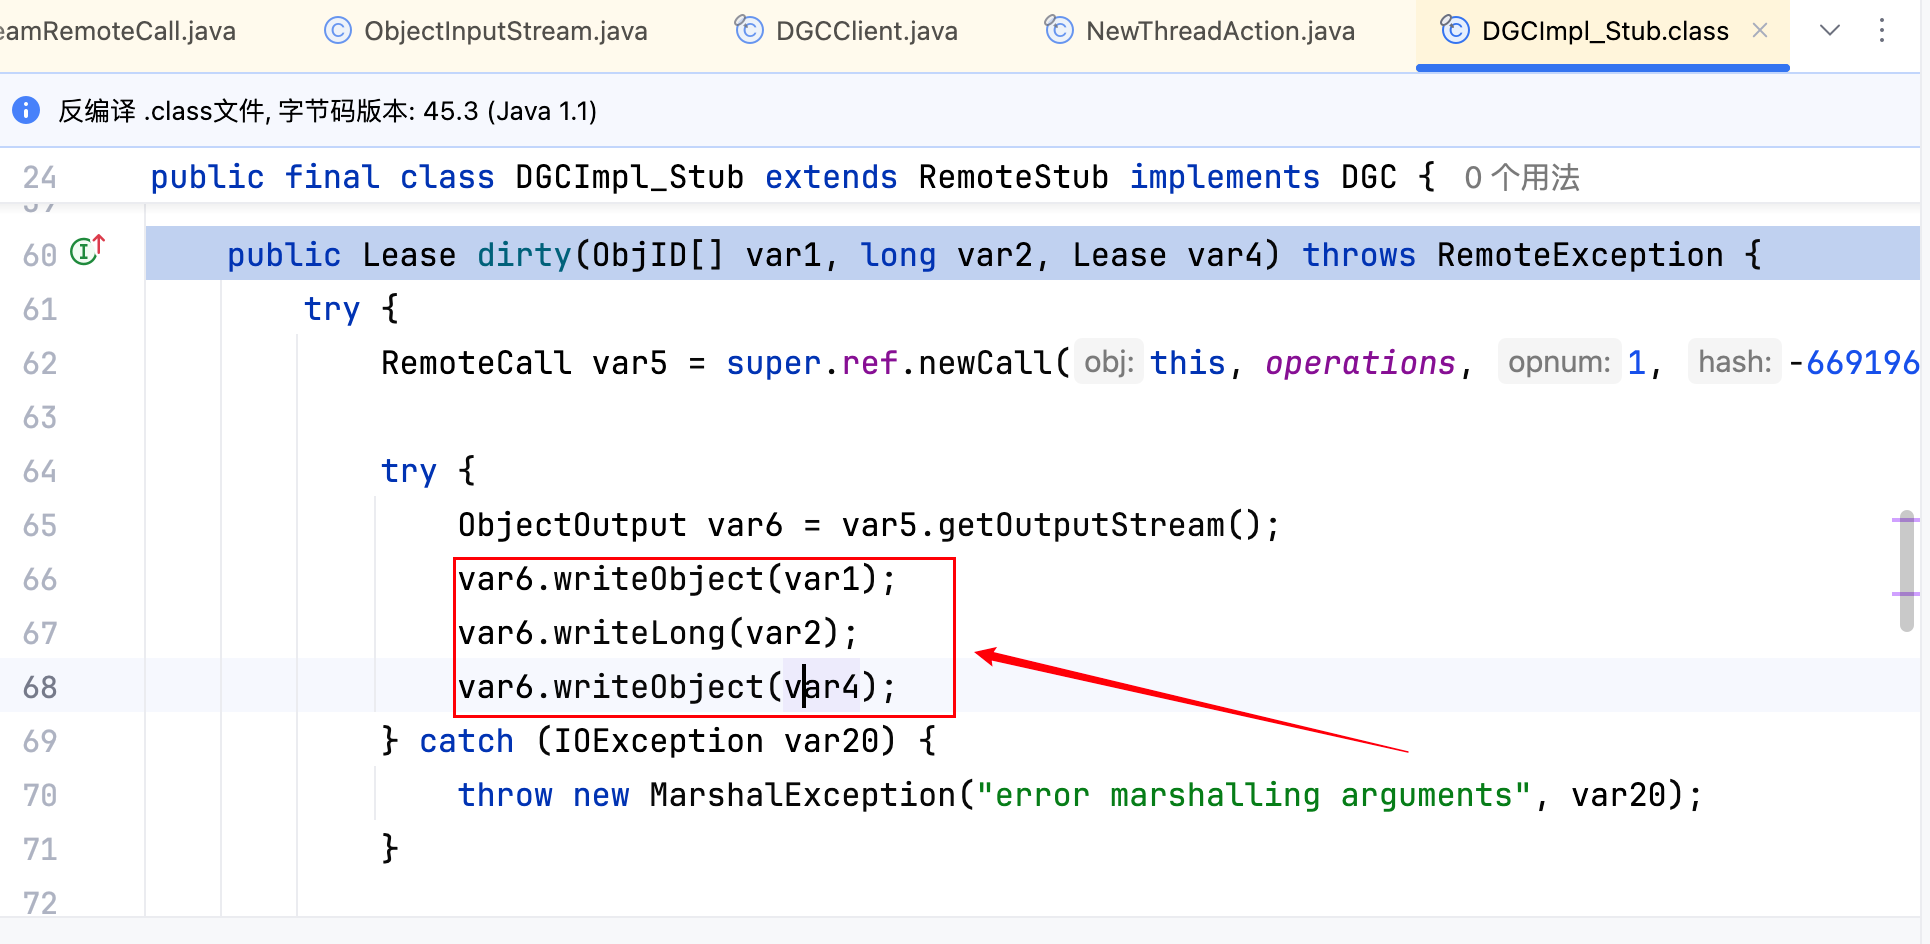 eamRemoteCall.java ObjectInputStream.java DGCClient.java NewThreadAction.java DGCImpl_Stub.class
反编译 .class文件, 字节码版本: 45.3 (Java 1.1)
24 public final class DGCImpl_Stub extends RemoteStub implements DGC { 0 个用法
60 public Lease dirty(ObjID[] var1, long var2, Lease var4) throws RemoteException {
61 try {
62 RemoteCall var5 = super.ref.newCall( obj: this, operations, opnum: 1, hash: -669196
63
64 try {
65 ObjectOutput var6 = var5.getOutputStream();
66 var6.writeObject(var1);
67 var6.writeLong(var2);
68 var6.writeObject(var4);
69 } catch (IOException var20) {
70 throw new MarshalException("error marshalling arguments", var20);
71 }
72